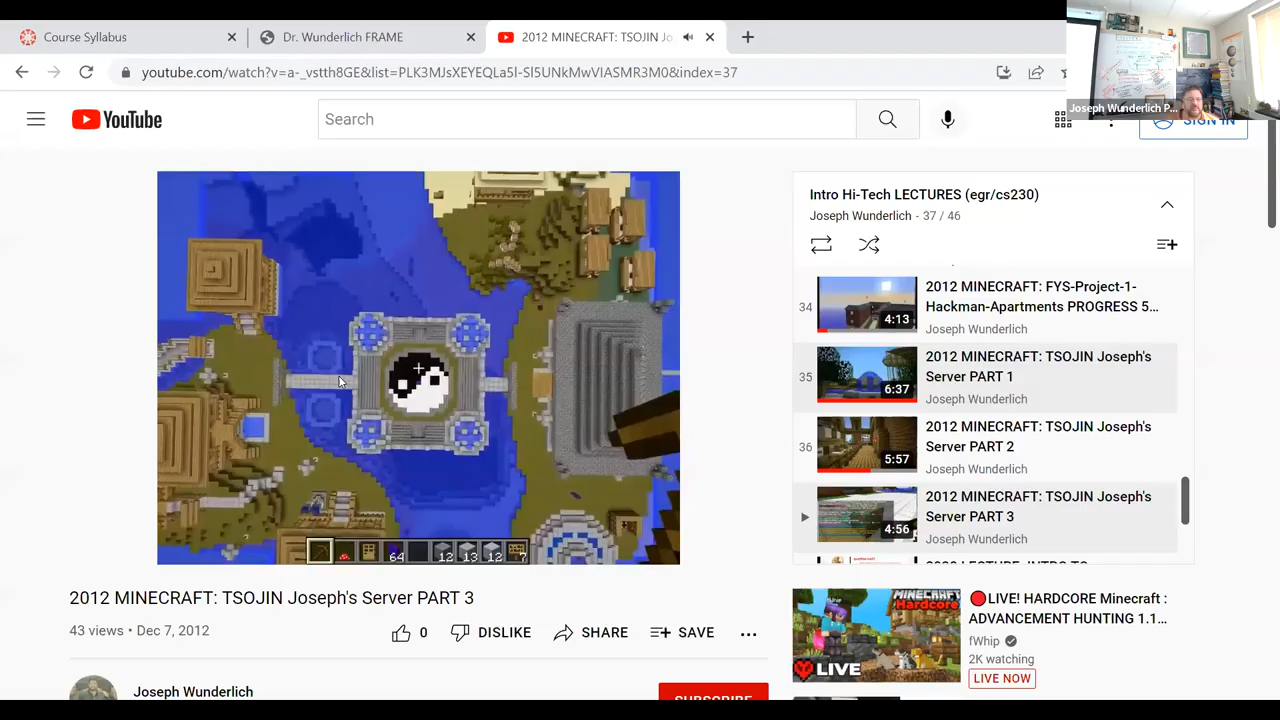 Course Syllabus
Dr. Wunderlich FRAME
2012 MINECRAFT: TSOJIN Jo
youtube.com/watch?v=a-_vstth8GE&list=
&index=37
Joseph Wunderlich P...
YouTube
Search
SIGN IN
Intro Hi-Tech LECTURES (egr/cs230)
Joseph Wunderlich - 37 / 46
34
4:13
2012 MINECRAFT: FYS-Project-1-
Hackman-Apartments PROGRESS 5...
Joseph Wunderlich
35
6:37
2012 MINECRAFT: TSOJIN Joseph's
Server PART 1
Joseph Wunderlich
36
5:57
2012 MINECRAFT: TSOJIN Joseph's
Server PART 2
Joseph Wunderlich
4:56
2012 MINECRAFT: TSOJIN Joseph's
Server PART 3
Joseph Wunderlich
64 12 13 12 7
2012 MINECRAFT: TSOJIN Joseph's Server PART 3
43 views • Dec 7, 2012
0 DISLIKE SHARE SAVE ...
Joseph Wunderlich
SUBSCRIBE
MINECRAFT
Hardcore
LIVE
LIVE! HARDCORE Minecraft :
ADVANCEMENT HUNTING 1.1...
fWhip
2K watching
LIVE NOW